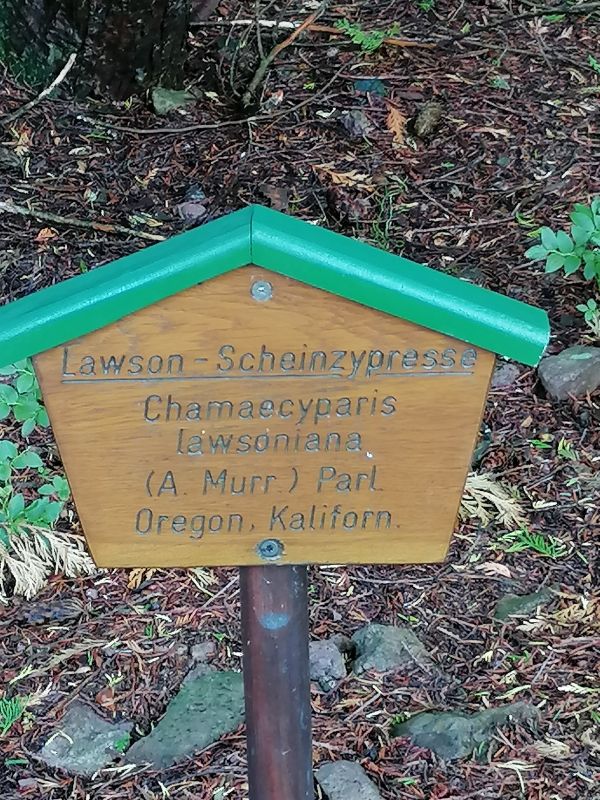 Lawson-Scheinzypresse
Chamaecyparis
lawsoniana
(A. Murr.) Parl.
Oregon, Kaliforn.